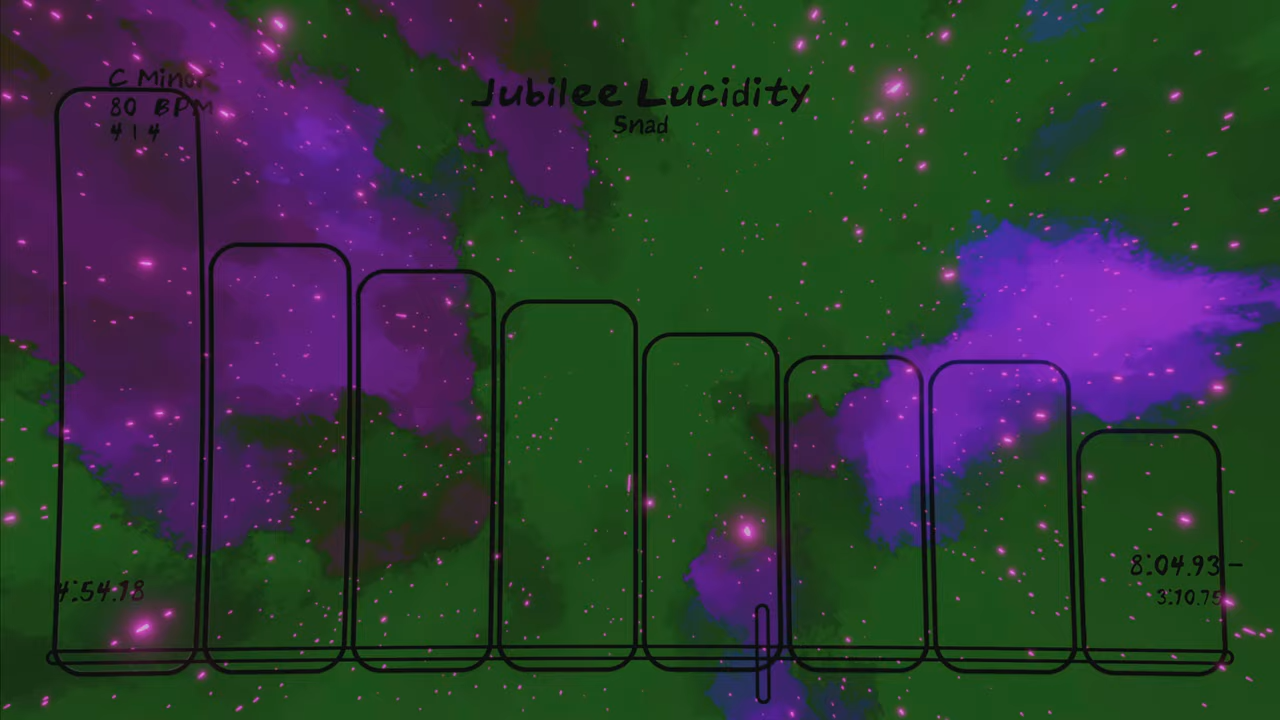 C Minor
80 BPM
4 | 4
Jubilee Lucidity
Snad
4:54.18
8:04.93 -
3:10.75